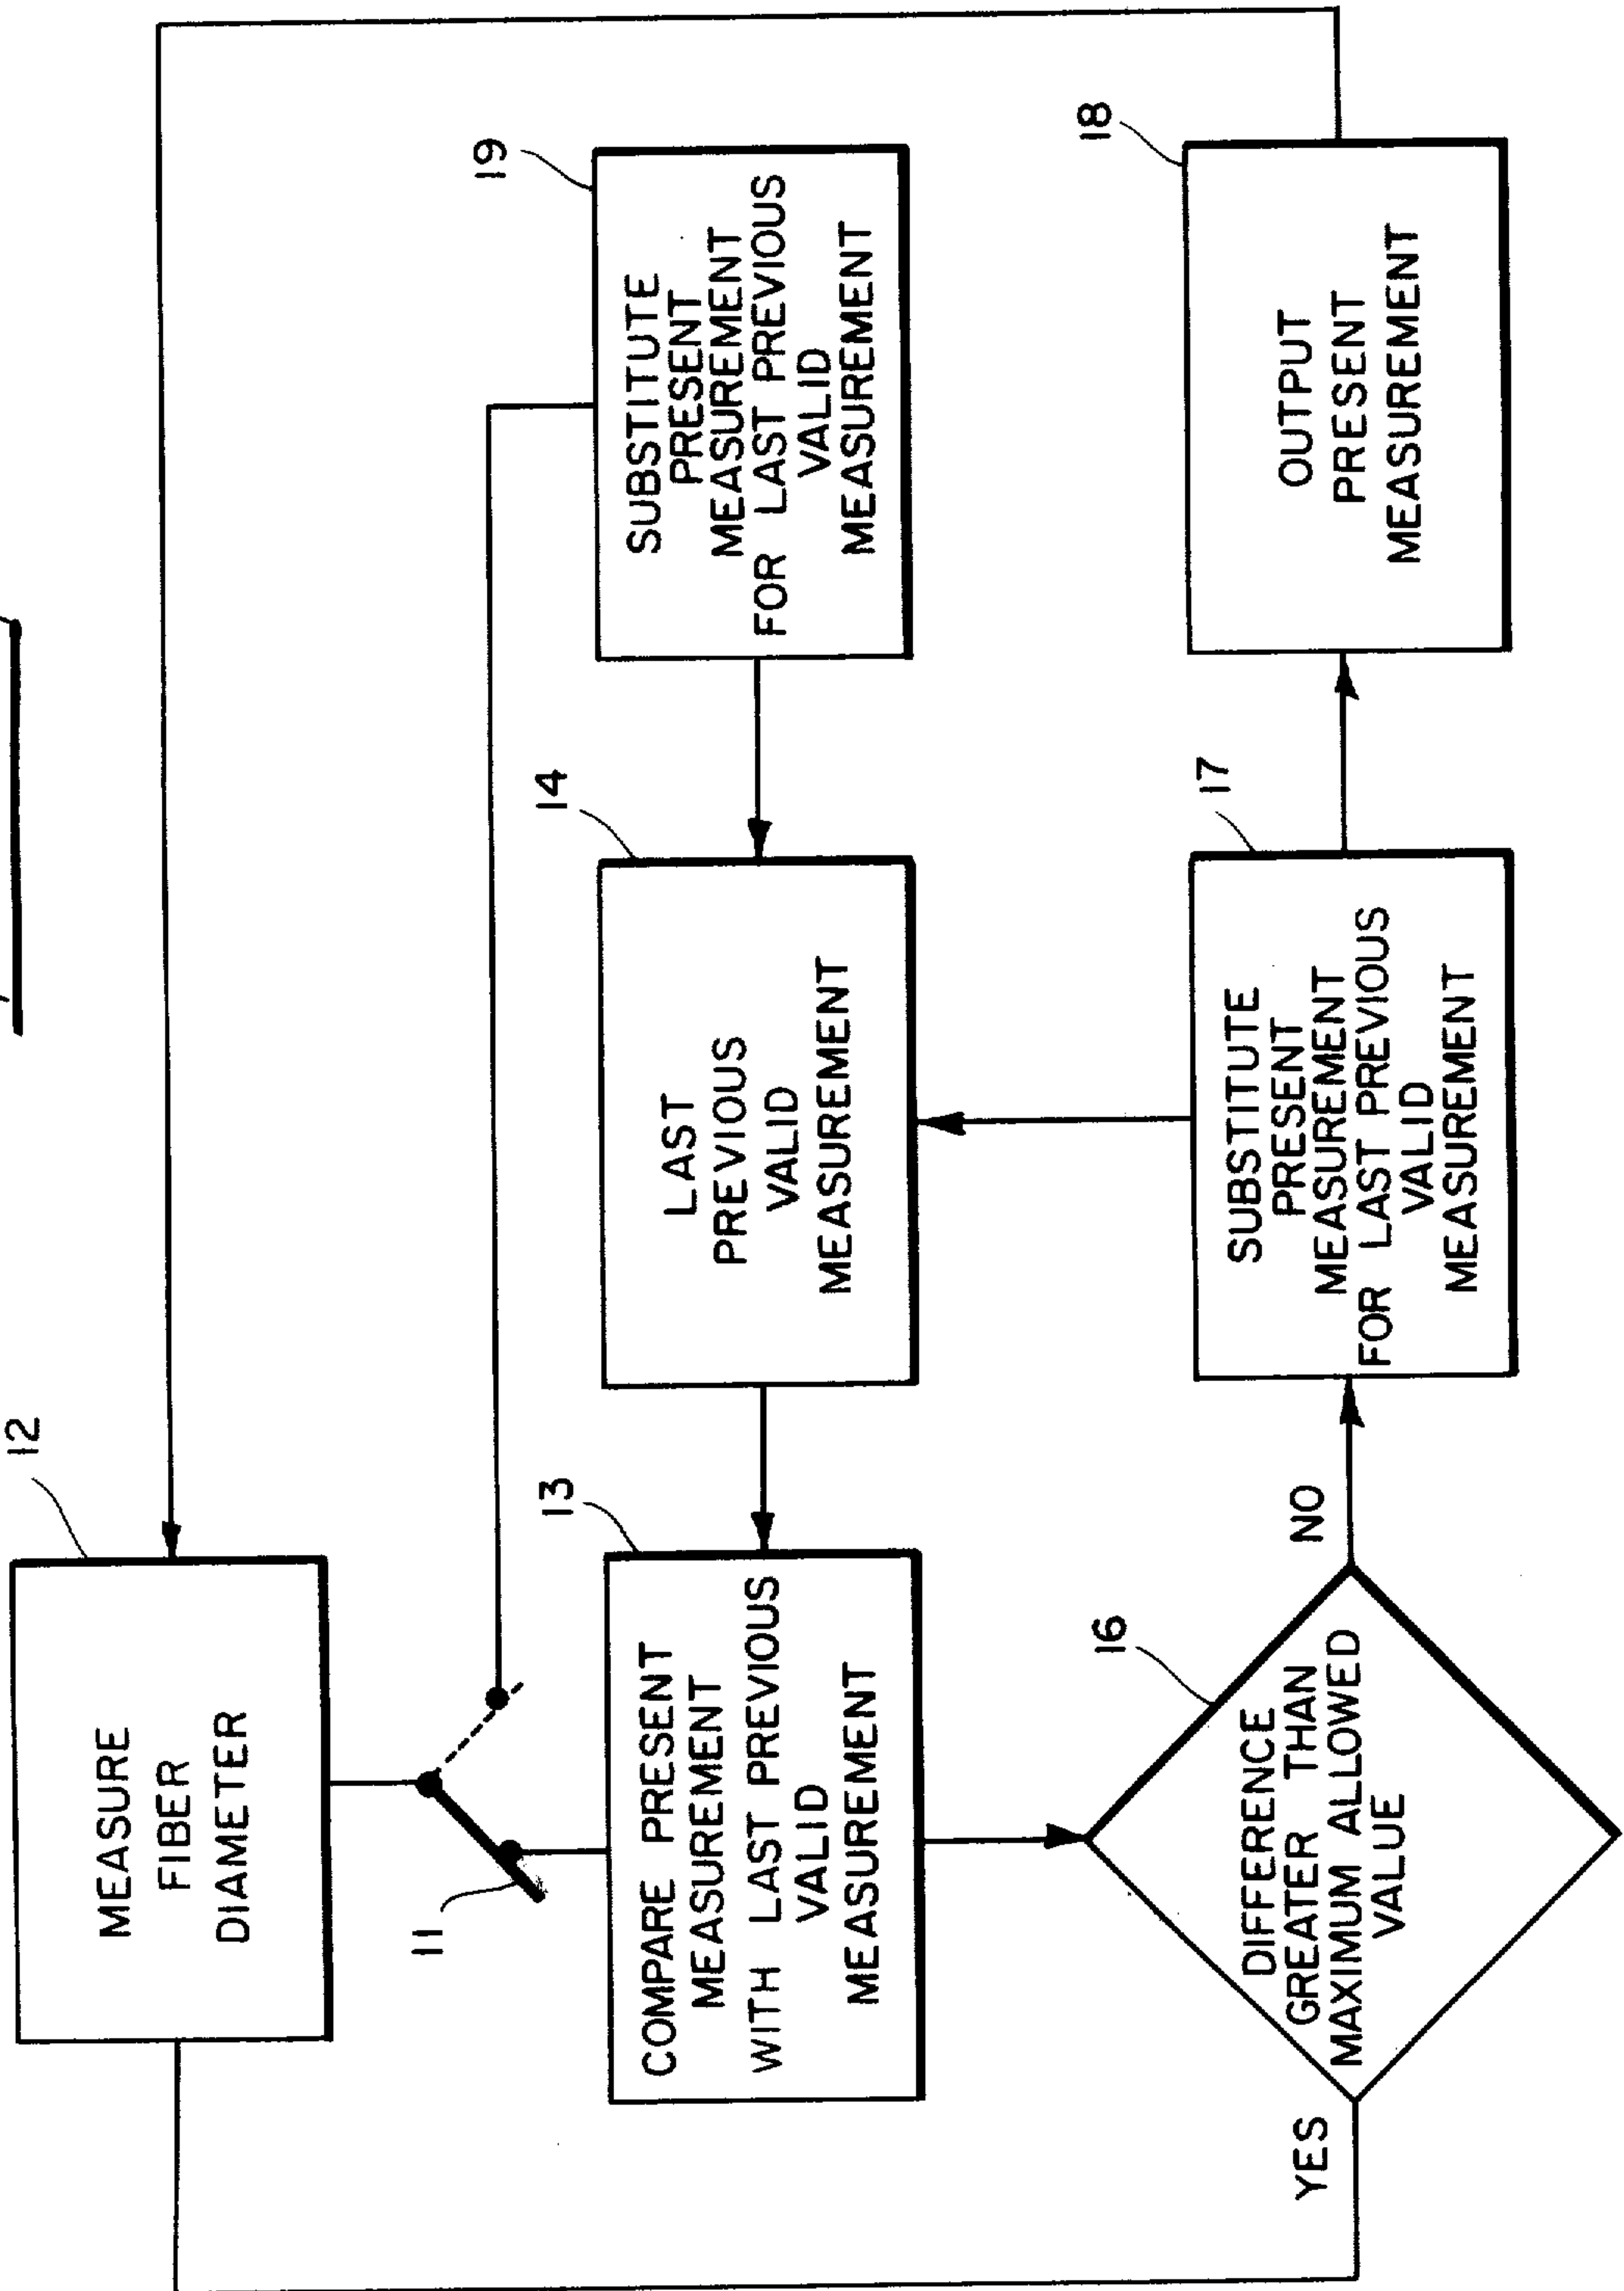 12
MEASURE
FIBER
DIAMETER
11
13
COMPARE PRESENT
MEASUREMENT
WITH LAST PREVIOUS
VALID
MEASUREMENT
14
LAST
PREVIOUS
VALID
MEASUREMENT
19
SUBSTITUTE
PRESENT
MEASUREMENT
FOR LAST PREVIOUS
VALID
MEASUREMENT
16
DIFFERENCE
GREATER THAN
MAXIMUM ALLOWED
VALUE
YES
NO
17
SUBSTITUTE
PRESENT
MEASUREMENT
FOR LAST PREVIOUS
VALID
MEASUREMENT
18
OUTPUT
PRESENT
MEASUREMENT